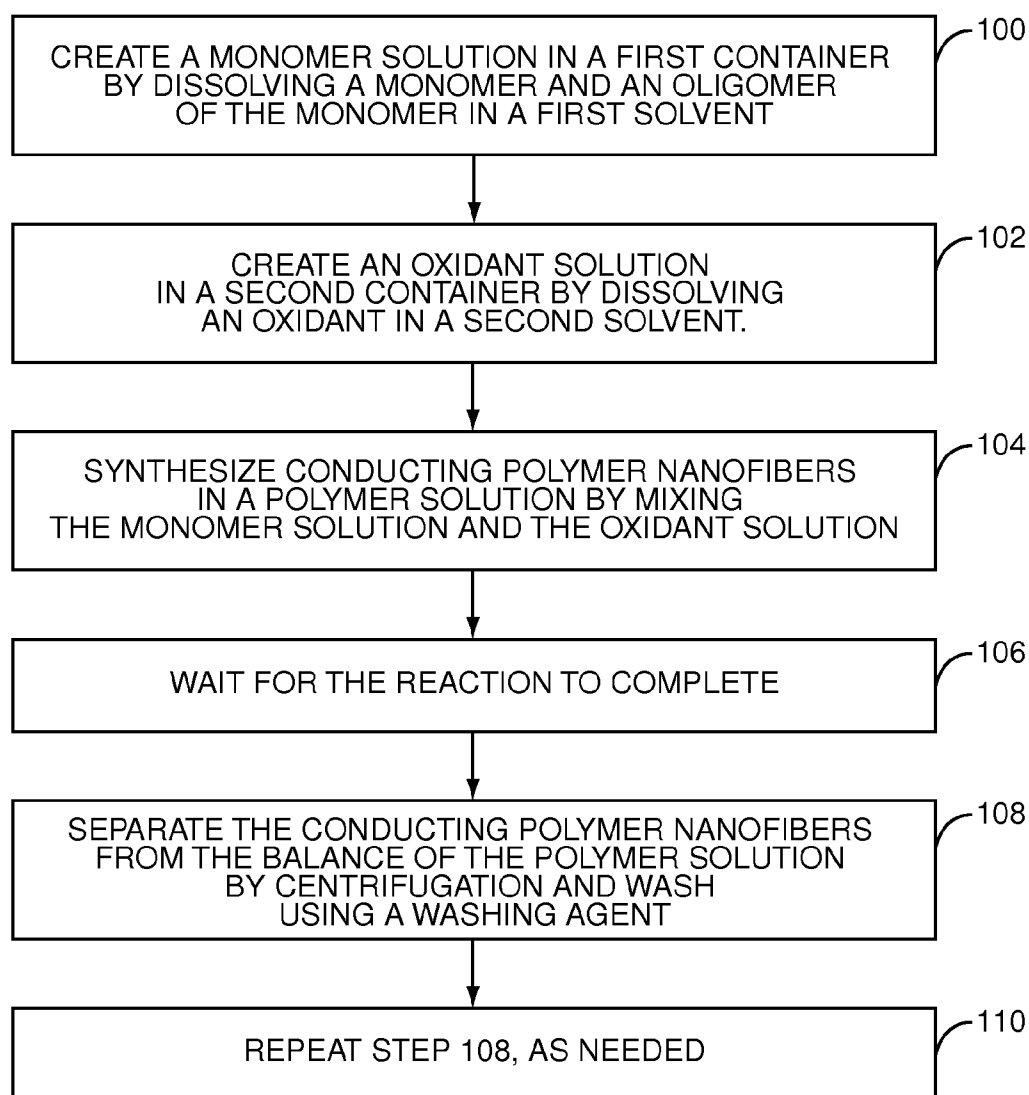 100
CREATE A MONOMER SOLUTION IN A FIRST CONTAINER
BY DISSOLVING A MONOMER AND AN OLIGOMER
OF THE MONOMER IN A FIRST SOLVENT
102
CREATE AN OXIDANT SOLUTION
IN A SECOND CONTAINER BY DISSOLVING
AN OXIDANT IN A SECOND SOLVENT.
104
SYNTHESIZE CONDUCTING POLYMER NANOFIBERS
IN A POLYMER SOLUTION BY MIXING
THE MONOMER SOLUTION AND THE OXIDANT SOLUTION
106
WAIT FOR THE REACTION TO COMPLETE
108
SEPARATE THE CONDUCTING POLYMER NANOFIBERS
FROM THE BALANCE OF THE POLYMER SOLUTION
BY CENTRIFUGATION AND WASH
USING A WASHING AGENT
110
REPEAT STEP 108, AS NEEDED